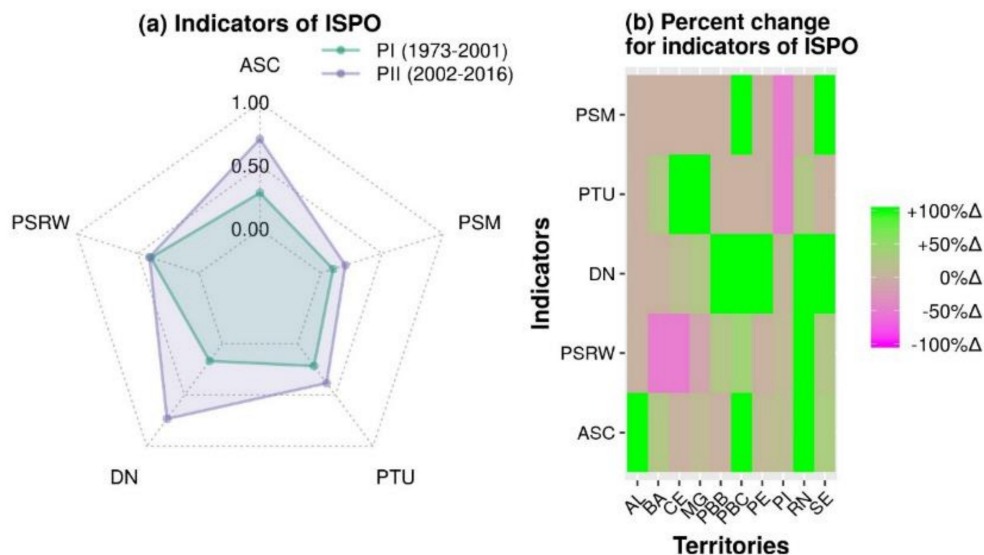 (a) Indicators of ISPO
PI (1973-2001)
PII (2002-2016)
ASC
1.00
0.50
0.00
PSRW
PSM
DN
PTU
(b) Percent change
for indicators of ISPO
Indicators
PSM
PTU
DN
PSRW
ASC
AL
BA
CE
MG
PBB
PBC
PE
PI
RN
SE
Territories
+100%Δ
+50%Δ
0%Δ
-50%Δ
-100%Δ